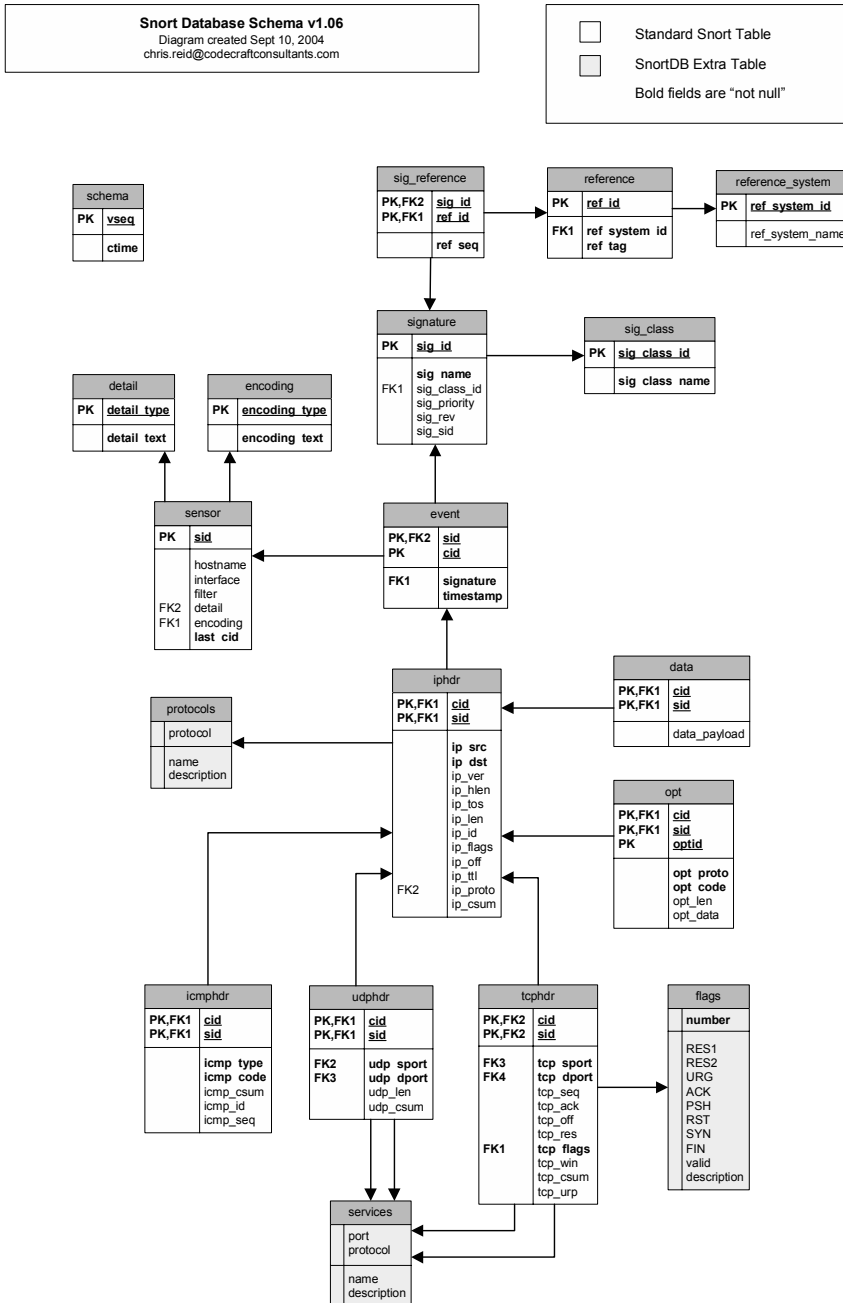 Snort Database Schema v1.06
Diagram created Sept 10, 2004
chris.reid@codecraftconsultants.com
Standard Snort Table
SnortDB Extra Table
Bold fields are “not null”
schema
PK vseq
ctime
sig_reference
PK,FK2 sig_id
PK,FK1 ref_id
ref_seq
reference
PK ref_id
FK1 ref_system_id
ref_tag
reference_system
PK ref_system_id
ref_system_name
signature
PK sig_id
sig_name
FK1 sig_class_id
sig_priority
sig_rev
sig_sid
sig_class
PK sig_class_id
sig_class_name
detail
PK detail_type
detail_text
encoding
PK encoding_type
encoding_text
sensor
PK sid
hostname
interface
filter
FK2 detail
FK1 encoding
last_cid
event
PK,FK2 sid
PK cid
FK1 signature
timestamp
protocols
protocol
name
description
iphdr
PK,FK1 cid
PK,FK1 sid
ip_src
ip_dst
ip_ver
ip_hlen
ip_tos
ip_len
ip_id
ip_flags
ip_off
ip_ttl
FK2 ip_proto
ip_csum
data
PK,FK1 cid
PK,FK1 sid
data_payload
opt
PK,FK1 cid
PK,FK1 sid
PK optid
opt_proto
opt_code
opt_len
opt_data
icmphdr
PK,FK1 cid
PK,FK1 sid
icmp_type
icmp_code
icmp_csum
icmp_id
icmp_seq
udphdr
PK,FK1 cid
PK,FK1 sid
FK2 udp_sport
FK3 udp_dport
udp_len
udp_csum
tcphdr
PK,FK2 cid
PK,FK2 sid
FK3 tcp_sport
FK4 tcp_dport
tcp_seq
tcp_ack
tcp_off
tcp_res
FK1 tcp_flags
tcp_win
tcp_csum
tcp_urp
flags
number
RES1
RES2
URG
ACK
PSH
RST
SYN
FIN
valid
description
services
port
protocol
name
description